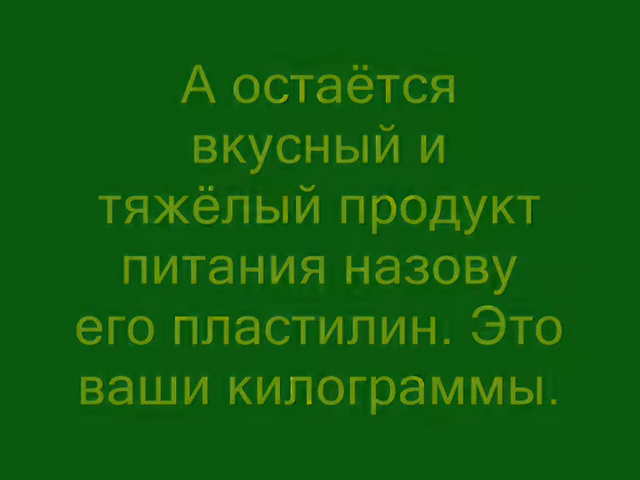 А остаётся
вкусный и
тяжёлый продукт
питания назову
его пластилин. Это
ваши килограммы.